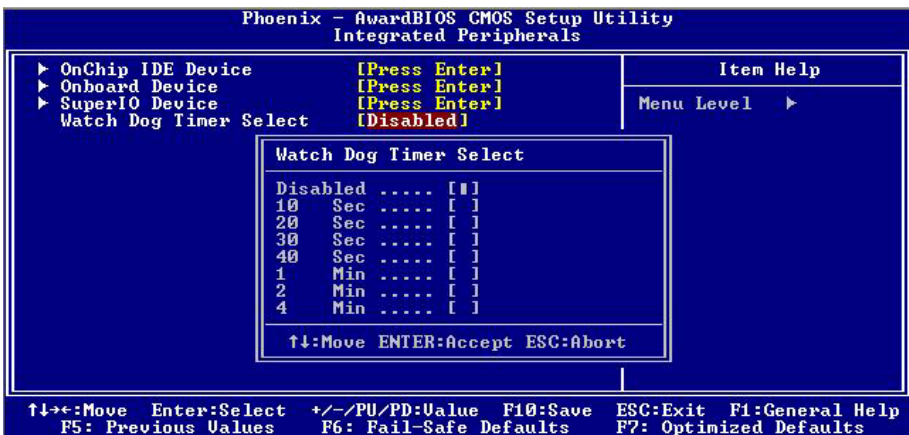 Phoenix - AwardBIOS CMOS Setup Utility
Integrated Peripherals
▶ OnChip IDE Device [Press Enter]
▶ Onboard Device [Press Enter]
▶ SuperIO Device [Press Enter]
Watch Dog Timer Select [Disabled]
Item Help
Menu Level ▶
Watch Dog Timer Select
Disabled ..... [■]
10 Sec ..... [ ]
20 Sec ..... [ ]
30 Sec ..... [ ]
40 Sec ..... [ ]
1 Min ..... [ ]
2 Min ..... [ ]
4 Min ..... [ ]
↑↓:Move ENTER:Accept ESC:Abort
↑↓→←:Move Enter:Select +/-/PU/PD:Value F10:Save ESC:Exit F1:General Help
F5: Previous Values F6: Fail-Safe Defaults F7: Optimized Defaults